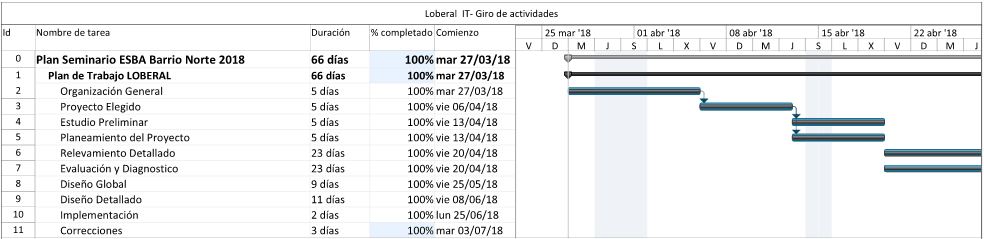 Loberal IT- Giro de actividades
Id Nombre de tarea Duración % completado Comienzo 25 mar '18 01 abr '18 08 abr '18 15 abr '18 22 abr '18
V D M J S L X V D M J S L X V D M J
0 Plan Seminario ESBA Barrio Norte 2018 66 días 100% mar 27/03/18
1 Plan de Trabajo LOBERAL 66 días 100% mar 27/03/18
2 Organización General 5 días 100% mar 27/03/18
3 Proyecto Elegido 5 días 100% vie 06/04/18
4 Estudio Preliminar 5 días 100% vie 13/04/18
5 Planeamiento del Proyecto 5 días 100% vie 13/04/18
6 Relevamiento Detallado 23 días 100% vie 20/04/18
7 Evaluación y Diagnostico 23 días 100% vie 20/04/18
8 Diseño Global 9 días 100% vie 25/05/18
9 Diseño Detallado 11 días 100% vie 08/06/18
10 Implementación 2 días 100% lun 25/06/18
11 Correcciones 3 días 100% mar 03/07/18